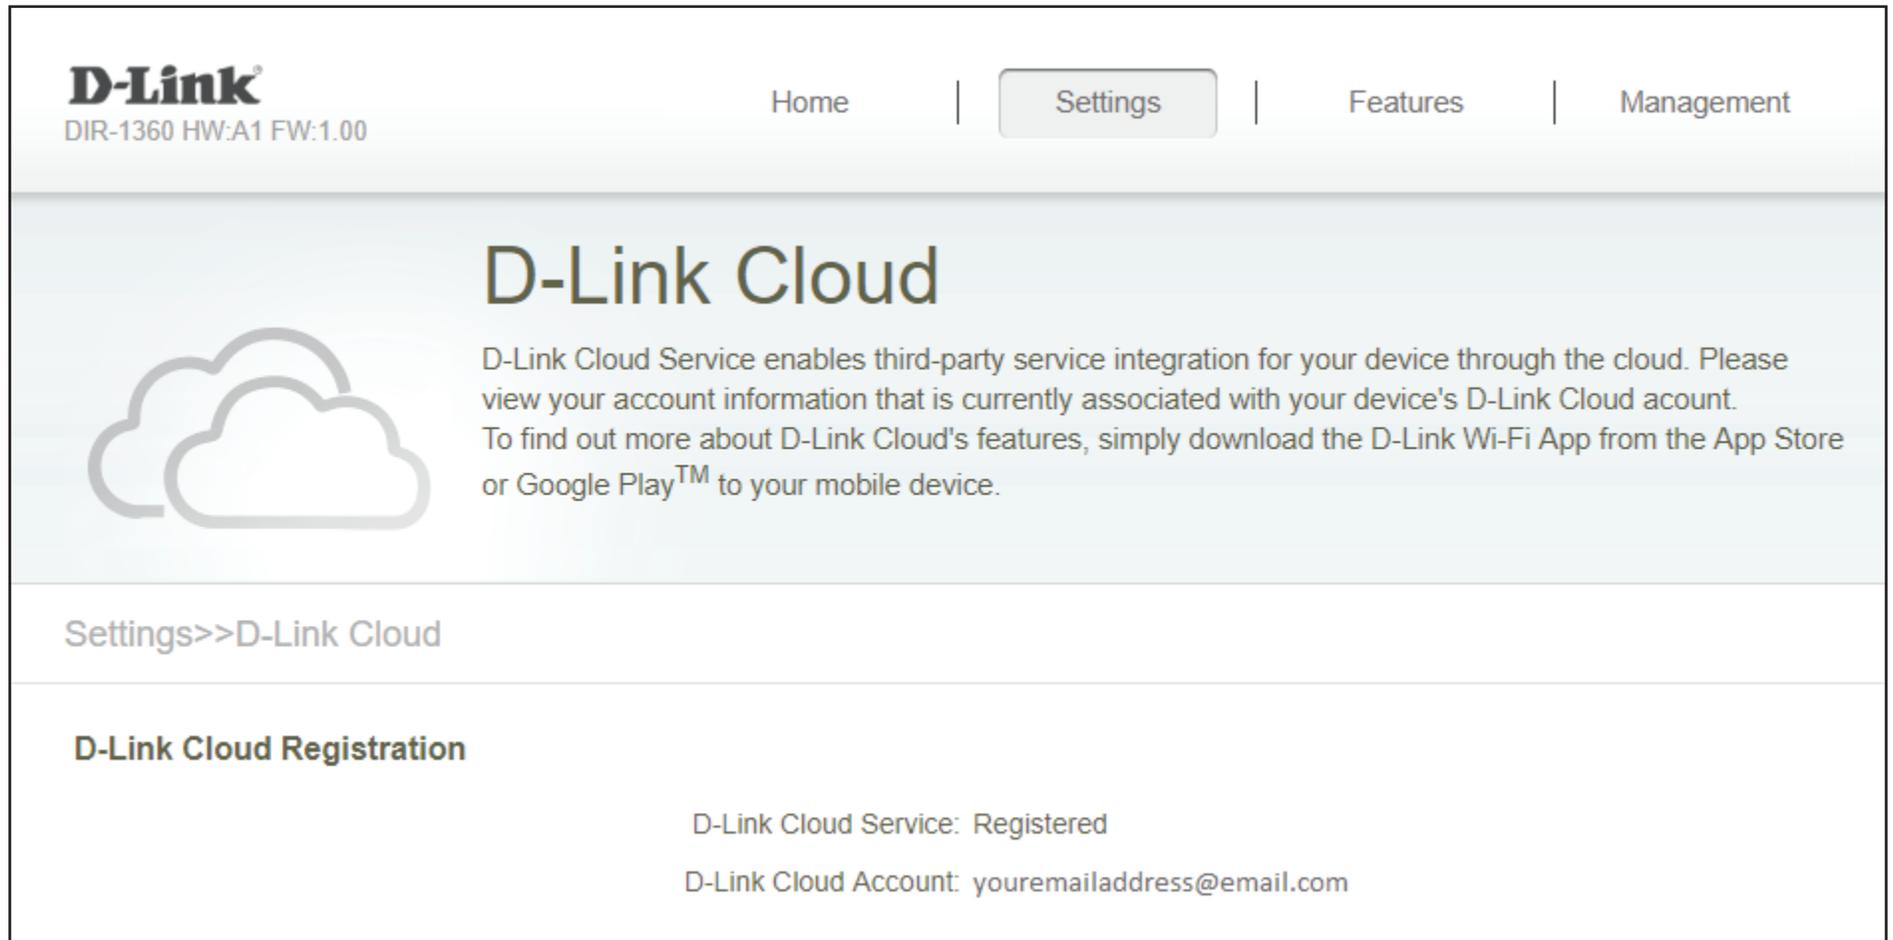 D-Link®
DIR-1360 HW:A1 FW:1.00
Home | Settings | Features | Management
D-Link Cloud
D-Link Cloud Service enables third-party service integration for your device through the cloud. Please
view your account information that is currently associated with your device's D-Link Cloud acount.
To find out more about D-Link Cloud's features, simply download the D-Link Wi-Fi App from the App Store
or Google Play™ to your mobile device.
Settings>>D-Link Cloud
D-Link Cloud Registration
D-Link Cloud Service: Registered
D-Link Cloud Account: youremailaddress@email.com